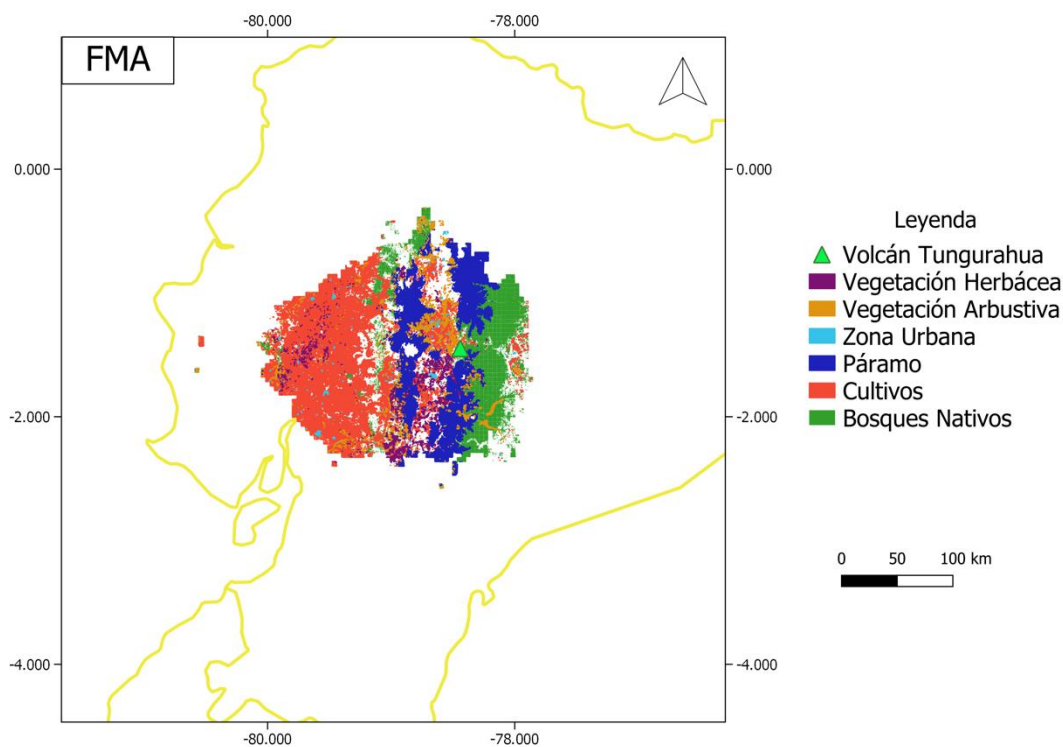 -80.000 -78.000
FMA
0.000 0.000
Leyenda
Volcán Tungurahua
Vegetación Herbácea
Vegetación Arbustiva
Zona Urbana
Páramo
Cultivos
Bosques Nativos
-2.000 -2.000
0 50 100 km
-4.000 -4.000
-80.000 -78.000